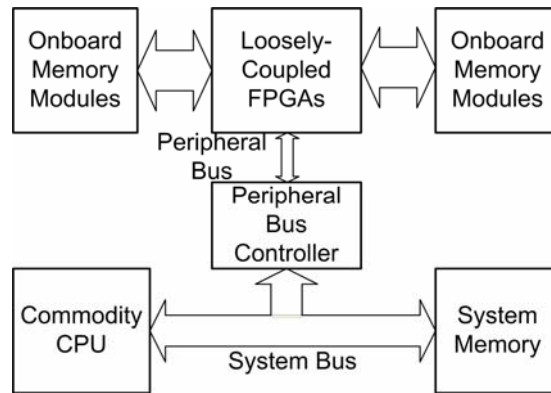 Onboard
Memory
Modules
Loosely-
Coupled
FPGAs
Onboard
Memory
Modules
Peripheral
Bus
Peripheral
Bus
Controller
Commodity
CPU
System Bus
System
Memory